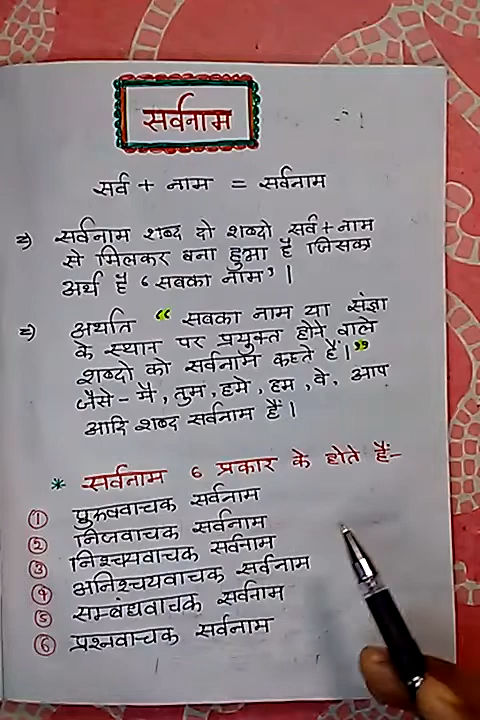 सर्वनाम
सर्व + नाम = सर्वनाम
⇒) सर्वनाम शब्द दो शब्दो सर्व+नाम
से मिलकर बना हुआ है जिसका
अर्थ है ‘सबका नाम’।
⇒) अर्थात “सबका नाम या संज्ञा
के स्थान पर प्रयुक्त होने वाले
शब्दो को सर्वनाम कहते हैं।”
जैसे - मै, तुम, हमे, हम, वे, आप
आदि शब्द सर्वनाम हैं।
* सर्वनाम 6 प्रकार के होते हैं-
① पुरुषवाचक सर्वनाम
② निजवाचक सर्वनाम
③ निश्चयवाचक सर्वनाम
④ अनिश्चयवाचक सर्वनाम
⑤ सम्बंधवाचक सर्वनाम
⑥ प्रश्नवाचक सर्वनाम